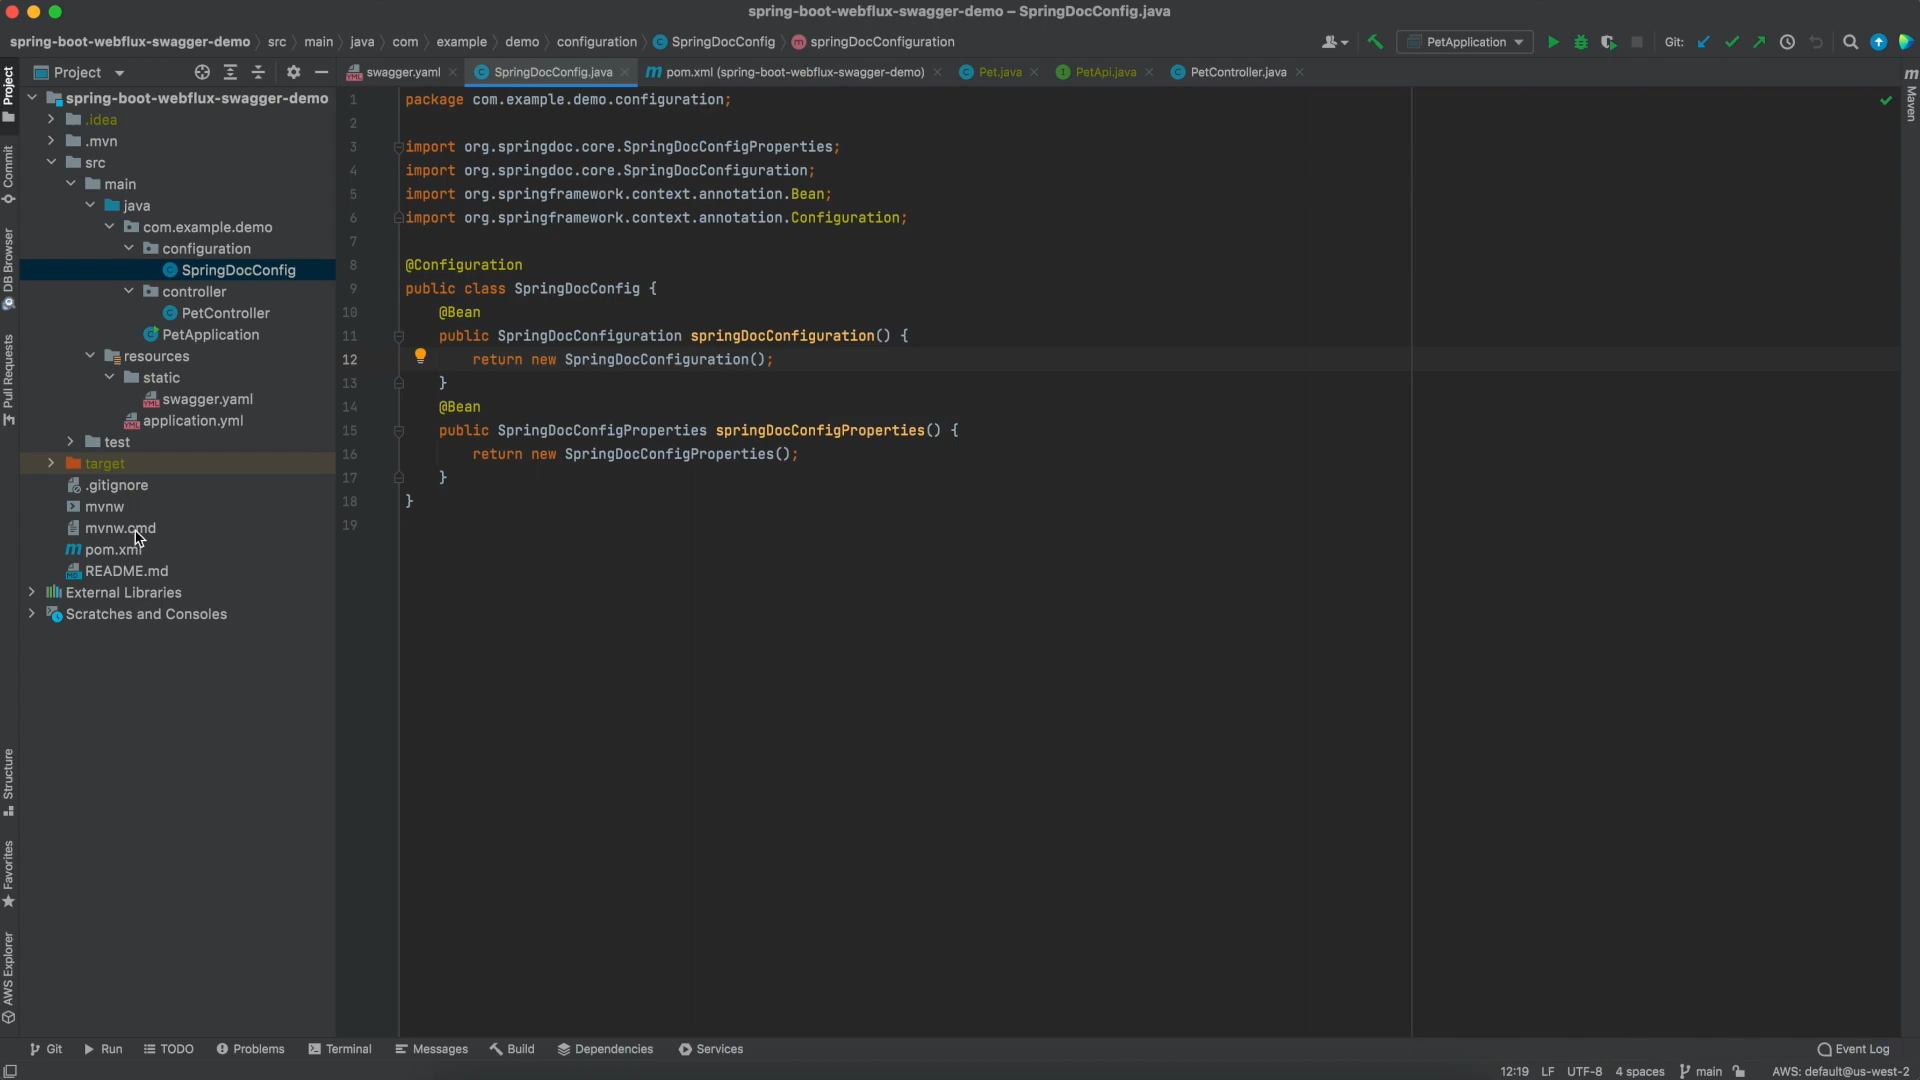 spring-boot-webflux-swagger-demo – SpringDocConfig.java
spring-boot-webflux-swagger-demo src main java com example demo configuration SpringDocConfig springDocConfiguration
PetApplication Git:
Project
swagger.yaml SpringDocConfig.java pom.xml (spring-boot-webflux-swagger-demo) Pet.java PetApi.java PetController.java
Project
Commit
DB Browser
Pull Requests
Structure
Favorites
AWS Explorer
Maven
spring-boot-webflux-swagger-demo
.idea
.mvn
src
main
java
com.example.demo
configuration
SpringDocConfig
controller
PetController
PetApplication
resources
static
swagger.yaml
application.yml
test
target
.gitignore
mvnw
mvnw.cmd
pom.xml
README.md
External Libraries
Scratches and Consoles
1 package com.example.demo.configuration;
2
3 import org.springdoc.core.SpringDocConfigProperties;
4 import org.springdoc.core.SpringDocConfiguration;
5 import org.springframework.context.annotation.Bean;
6 import org.springframework.context.annotation.Configuration;
7
8 @Configuration
9 public class SpringDocConfig {
10 @Bean
11 public SpringDocConfiguration springDocConfiguration() {
12 return new SpringDocConfiguration();
13 }
14 @Bean
15 public SpringDocConfigProperties springDocConfigProperties() {
16 return new SpringDocConfigProperties();
17 }
18 }
19
Git Run TODO Problems Terminal Messages Build Dependencies Services Event Log
12:19 LF UTF-8 4 spaces main AWS: default@us-west-2